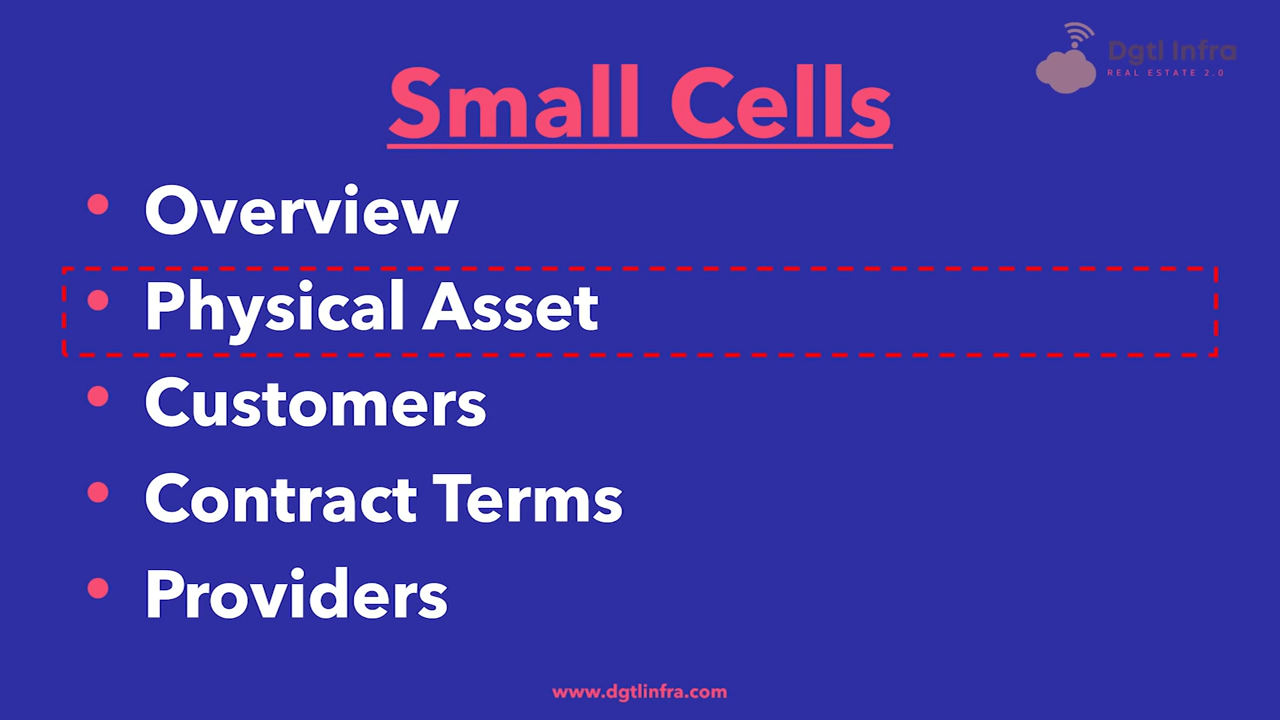 Dgtl Infra
REAL ESTATE 2.0
Small Cells
• Overview
• Physical Asset
• Customers
• Contract Terms
• Providers
www.dgtlinfra.com